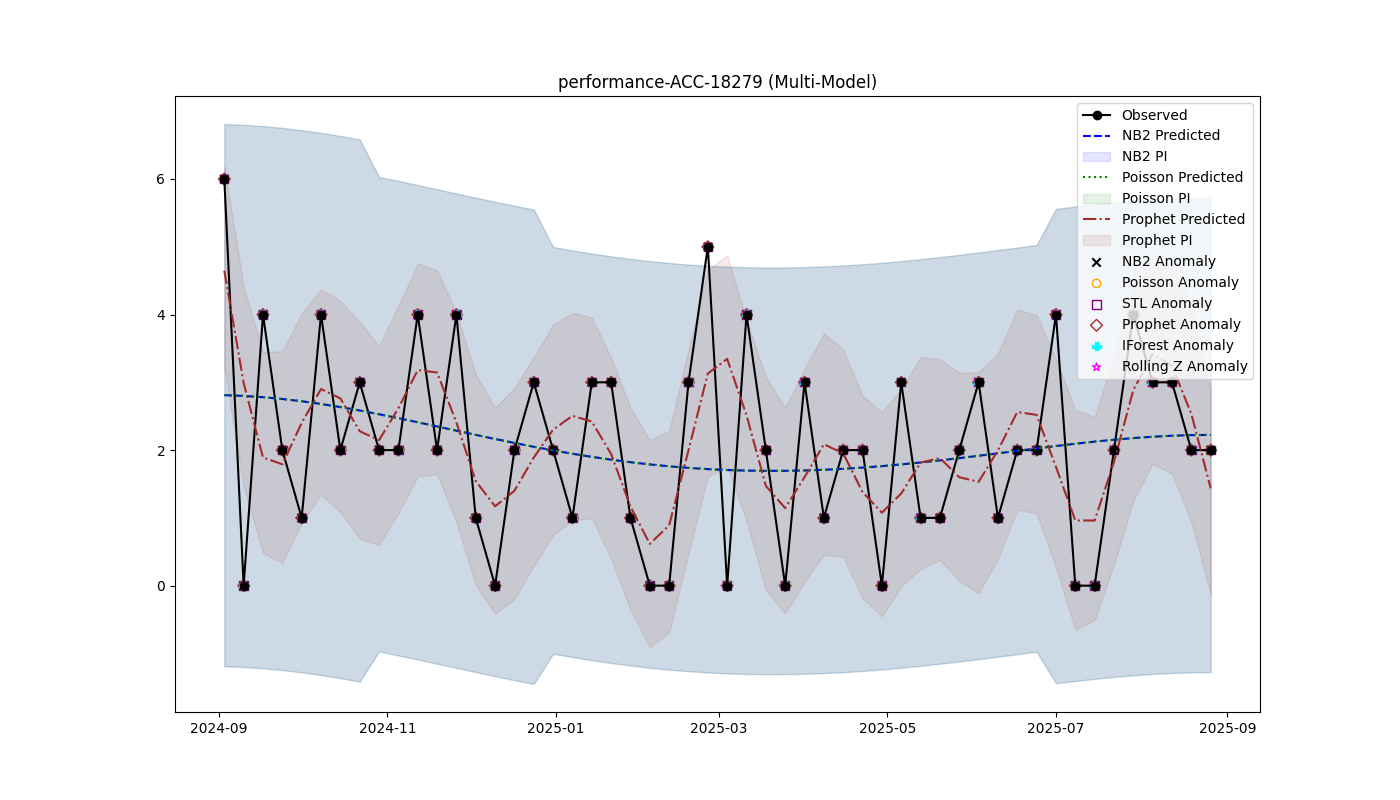 performance-ACC-18279 (Multi-Model)
Observed
NB2 Predicted
NB2 PI
Poisson Predicted
Poisson PI
Prophet Predicted
Prophet PI
NB2 Anomaly
Poisson Anomaly
STL Anomaly
Prophet Anomaly
IForest Anomaly
Rolling Z Anomaly
6
4
2
0
2024-09
2024-11
2025-01
2025-03
2025-05
2025-07
2025-09